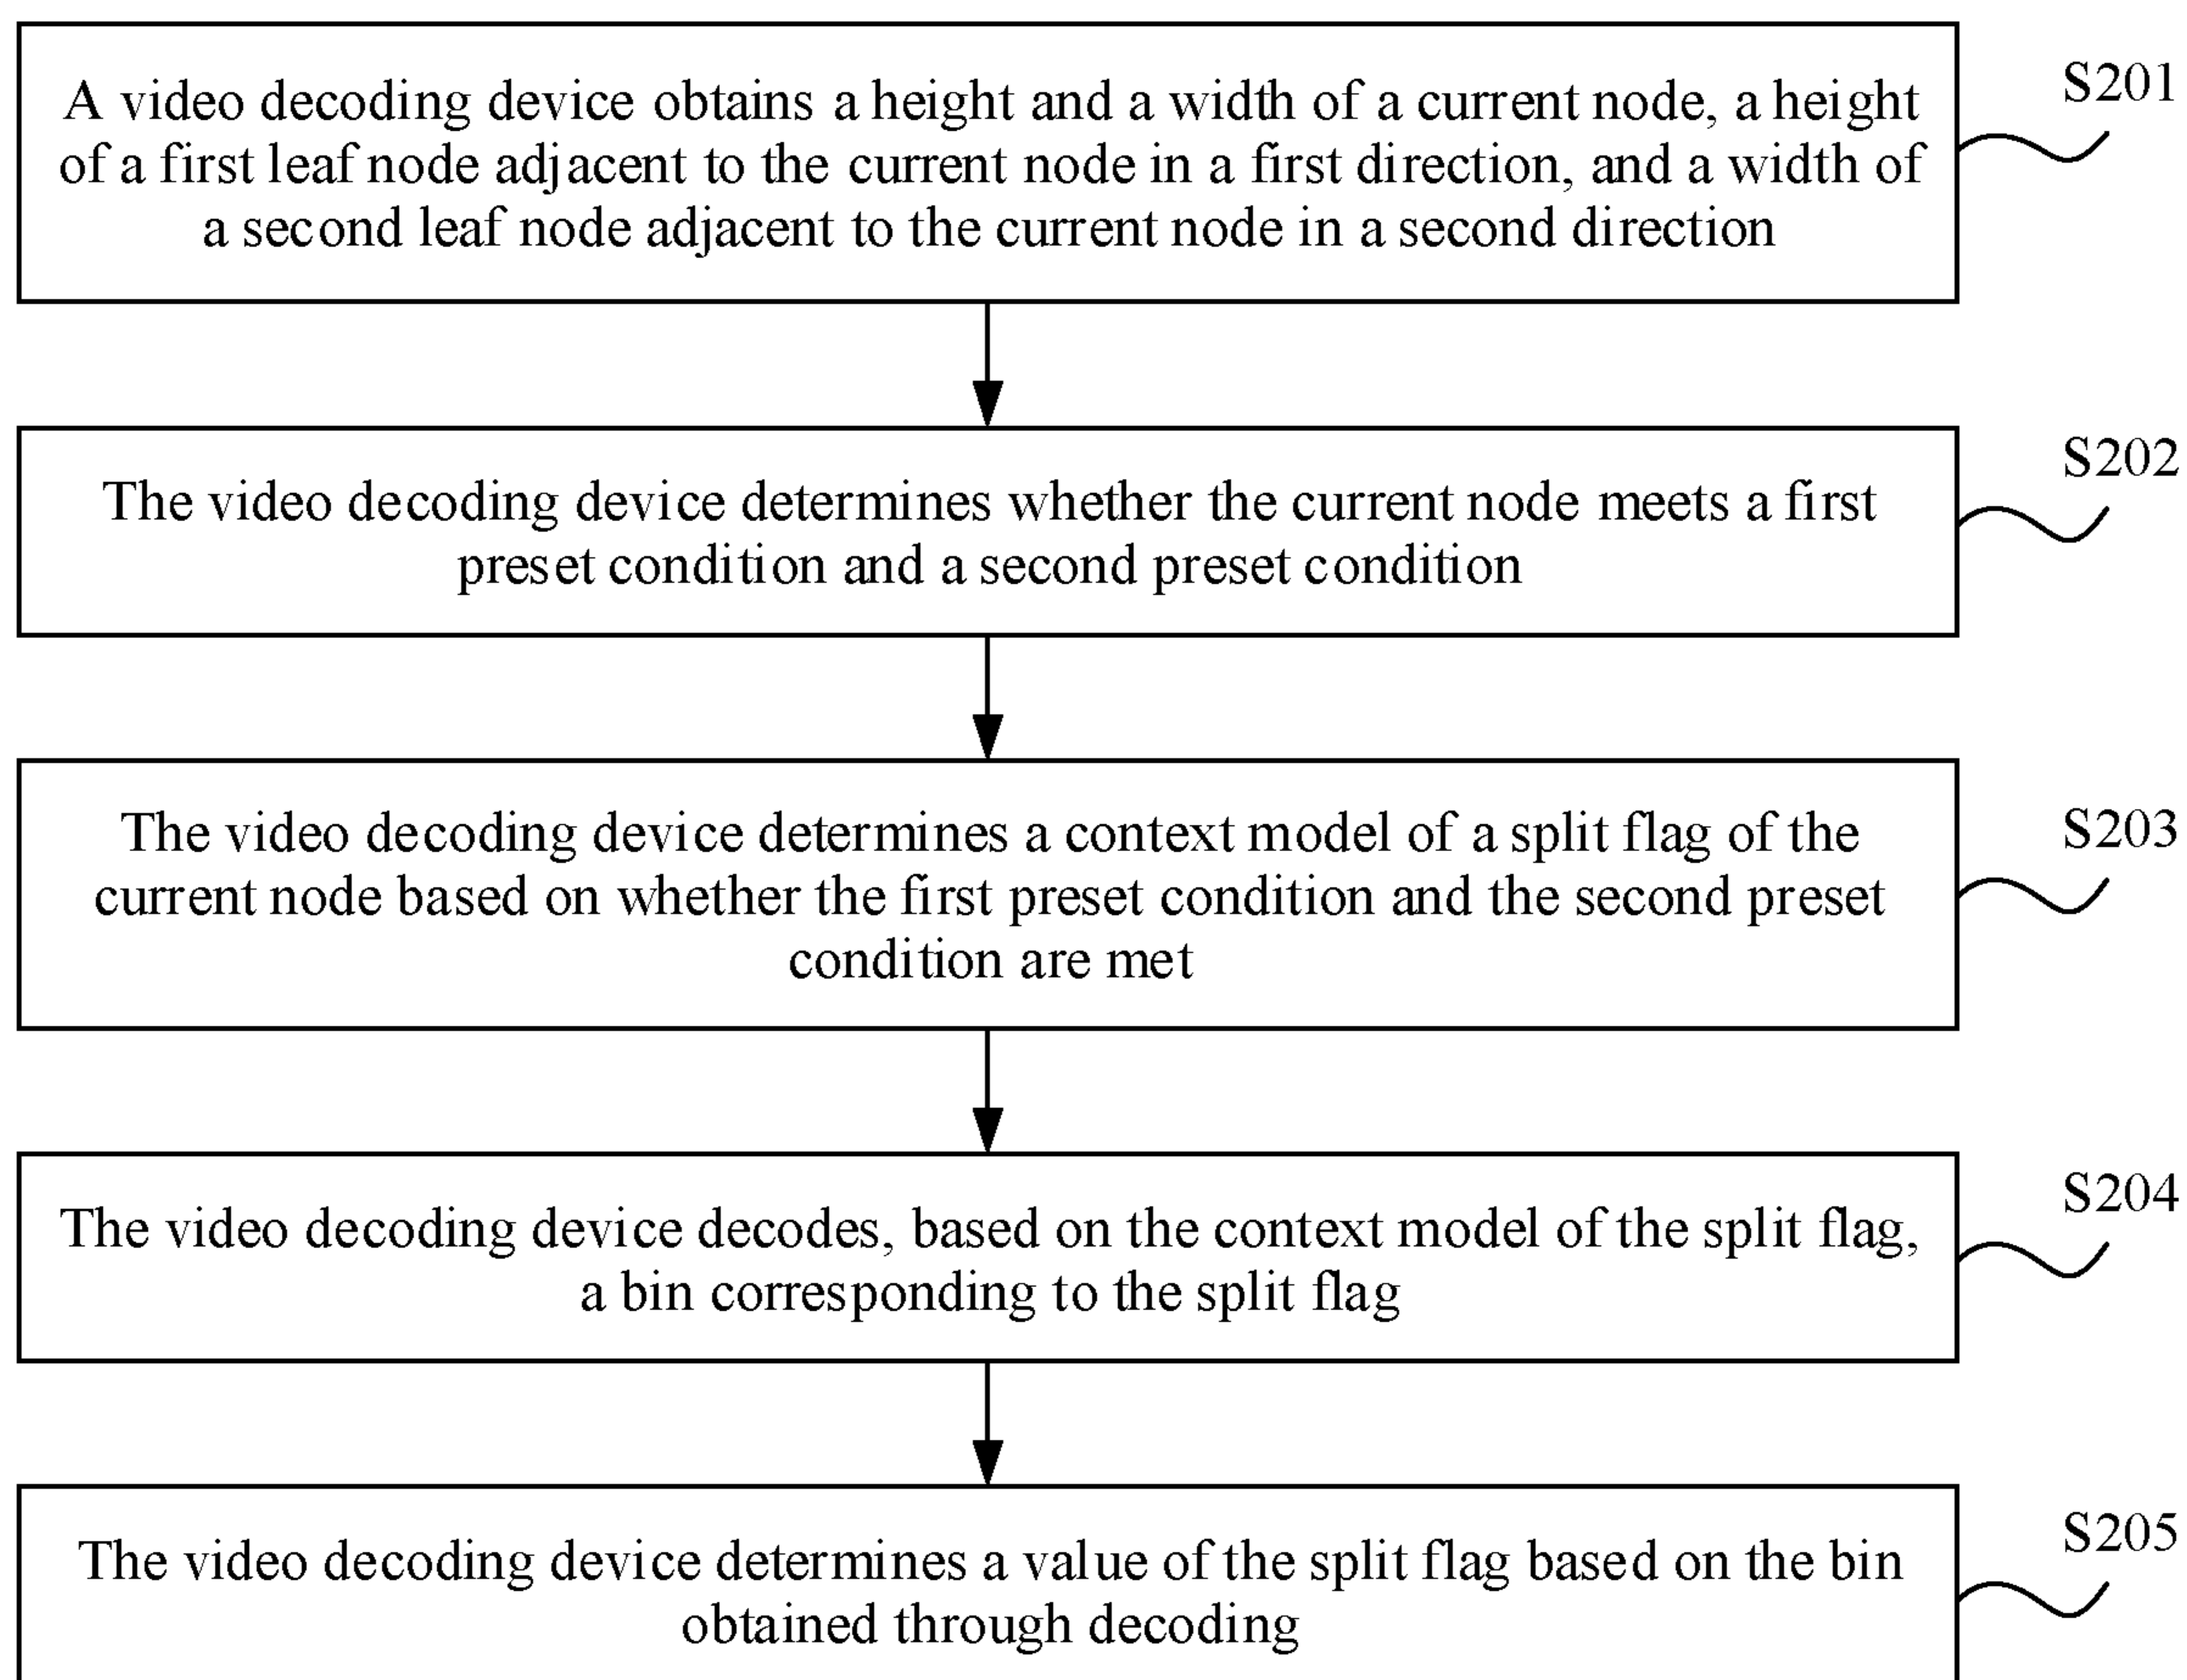 A video decoding device obtains a height and a width of a current node, a height
of a first leaf node adjacent to the current node in a first direction, and a width of
a second leaf node adjacent to the current node in a second direction
S201
The video decoding device determines whether the current node meets a first
preset condition and a second preset condition
S202
The video decoding device determines a context model of a split flag of the
current node based on whether the first preset condition and the second preset
condition are met
S203
The video decoding device decodes, based on the context model of the split flag,
a bin corresponding to the split flag
S204
The video decoding device determines a value of the split flag based on the bin
obtained through decoding
S205